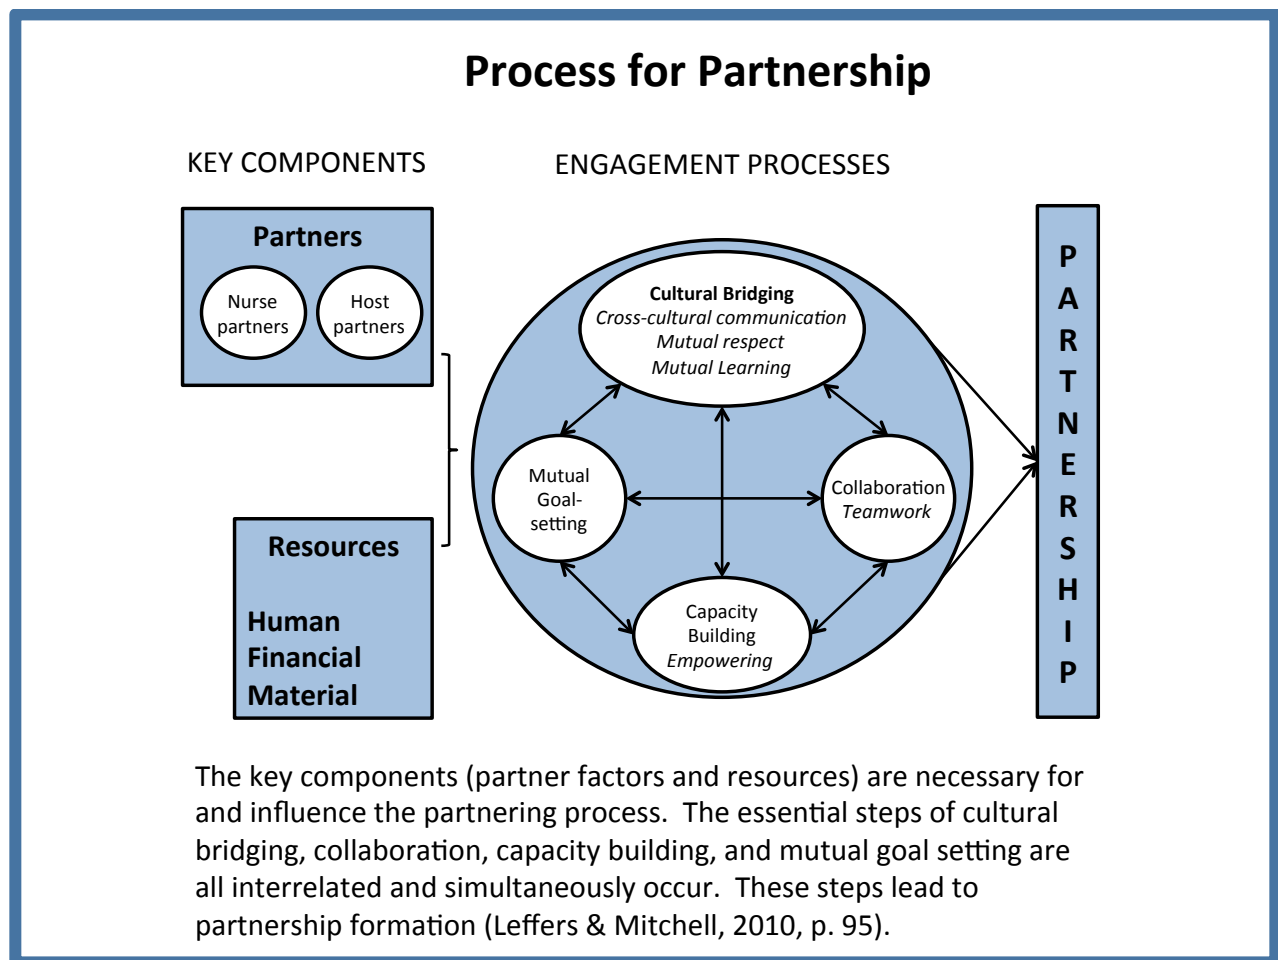 Process for Partnership
KEY COMPONENTS
ENGAGEMENT PROCESSES
Partners
Nurse
partners
Host
partners
Resources
Human
Financial
Material
Cultural Bridging
Cross-cultural communication
Mutual respect
Mutual Learning
Mutual
Goal-
setting
Collaboration
Teamwork
Capacity
Building
Empowering
P
A
R
T
N
E
R
S
H
I
P
The key components (partner factors and resources) are necessary for
and influence the partnering process.  The essential steps of cultural
bridging, collaboration, capacity building, and mutual goal setting are
all interrelated and simultaneously occur.  These steps lead to
partnership formation (Leffers & Mitchell, 2010, p. 95).